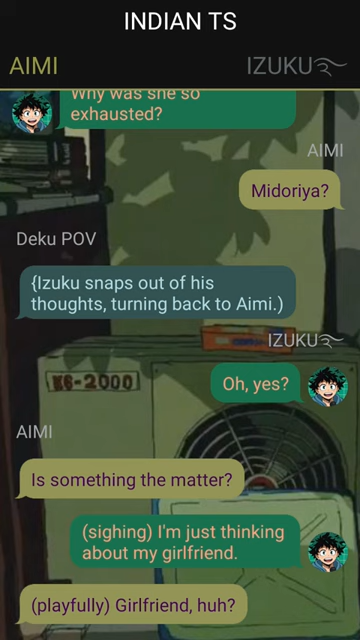 INDIAN TS
AIMI
IZUKU
Why was she so
exhausted?
AIMI
Midoriya?
Deku POV
{Izuku snaps out of his
thoughts, turning back to Aimi.)
IZUKU
Oh, yes?
K6-2000
AIMI
Is something the matter?
(sighing) I'm just thinking
about my girlfriend.
(playfully) Girlfriend, huh?